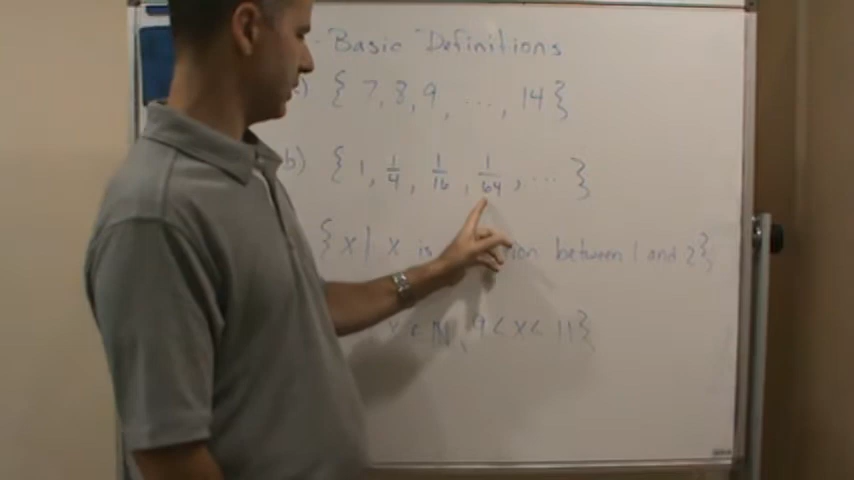 - Basic Definitions
) { 7, 8, 9, ..., 14 }
b) { 1, 1/4, 1/16, 1/64, ... }
{ x | x is between 1 and 2 }
x ∈ ℕ, 9 < x < 11 }